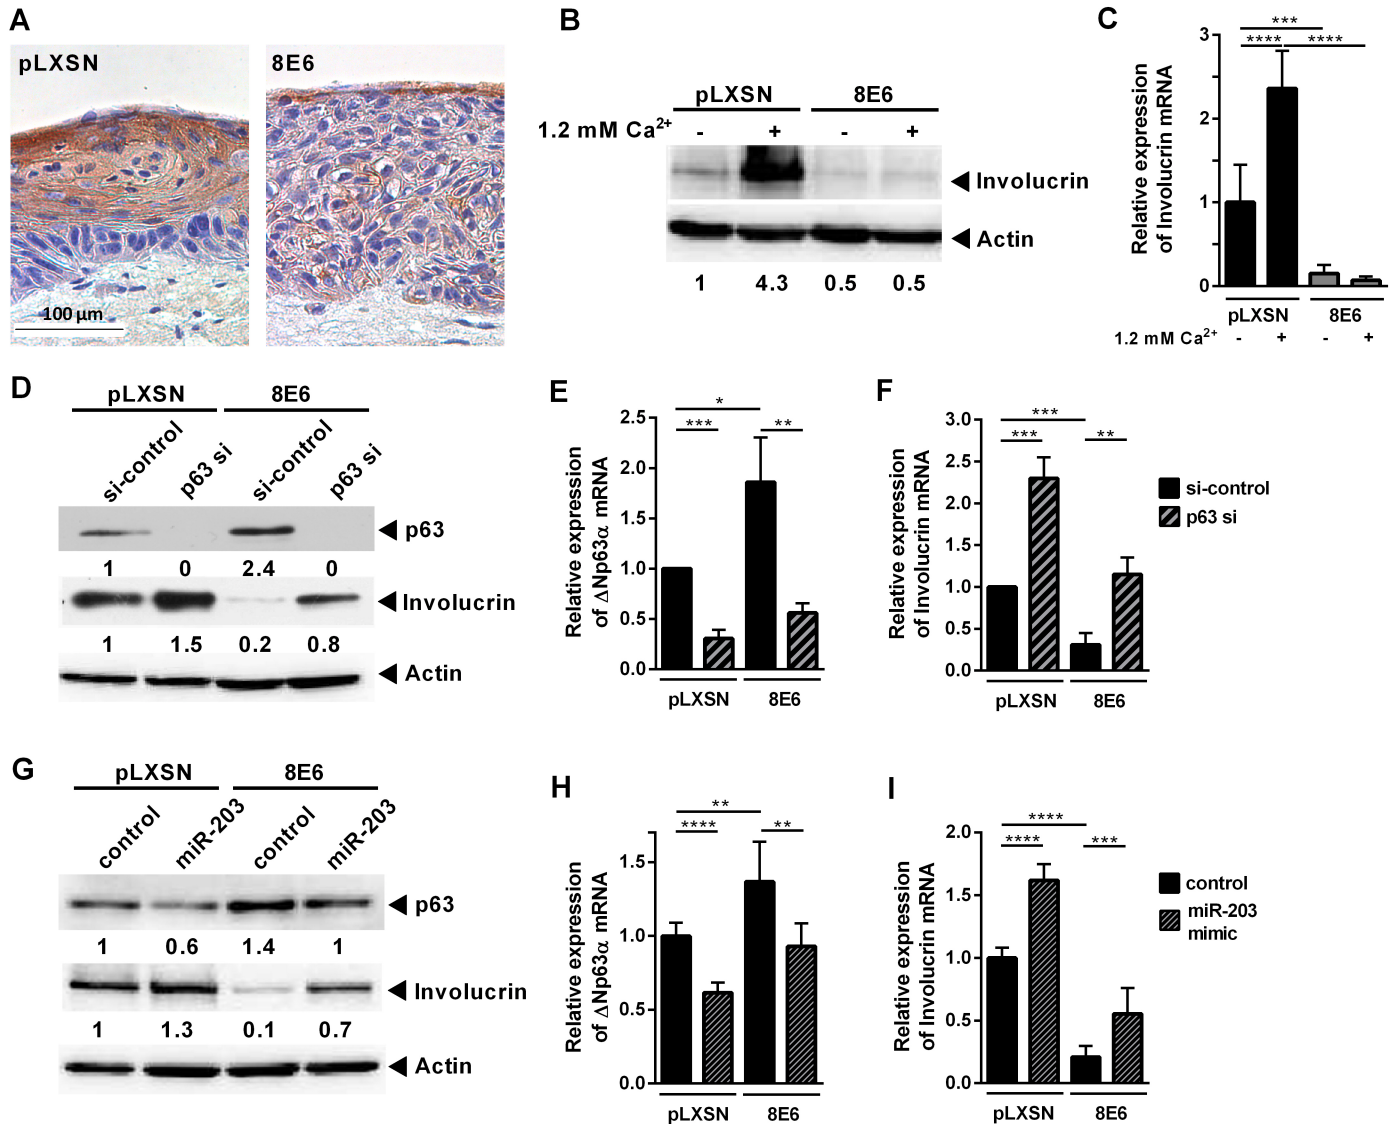 A
pLXSN
8E6
100 µm
B
pLXSN 8E6
1.2 mM Ca2+ - + - +
Involucrin
Actin
1 4.3 0.5 0.5
C
*** 
**** ****
Relative expression
of Involucrin mRNA
3
2
1
0
pLXSN 8E6
1.2 mM Ca2+ - + - +
D
pLXSN 8E6
si-control p63 si si-control p63 si
p63
1 0 2.4 0
Involucrin
1 1.5 0.2 0.8
Actin
E
*
*** **
Relative expression
of ΔNp63α mRNA
2.5
2.0
1.5
1.0
0.5
0.0
pLXSN 8E6
F
***
*** **
Relative expression
of Involucrin mRNA
3.0
2.5
2.0
1.5
1.0
0.5
0.0
pLXSN 8E6
si-control
p63 si
G
pLXSN 8E6
control miR-203 control miR-203
p63
1 0.6 1.4 1
Involucrin
1 1.3 0.1 0.7
Actin
H
**
**** **
Relative expression
of ΔNp63α mRNA
1.5
1.0
0.5
0.0
pLXSN 8E6
I
****
**** ***
Relative expression
of Involucrin mRNA
2.0
1.5
1.0
0.5
0.0
pLXSN 8E6
control
miR-203
mimic